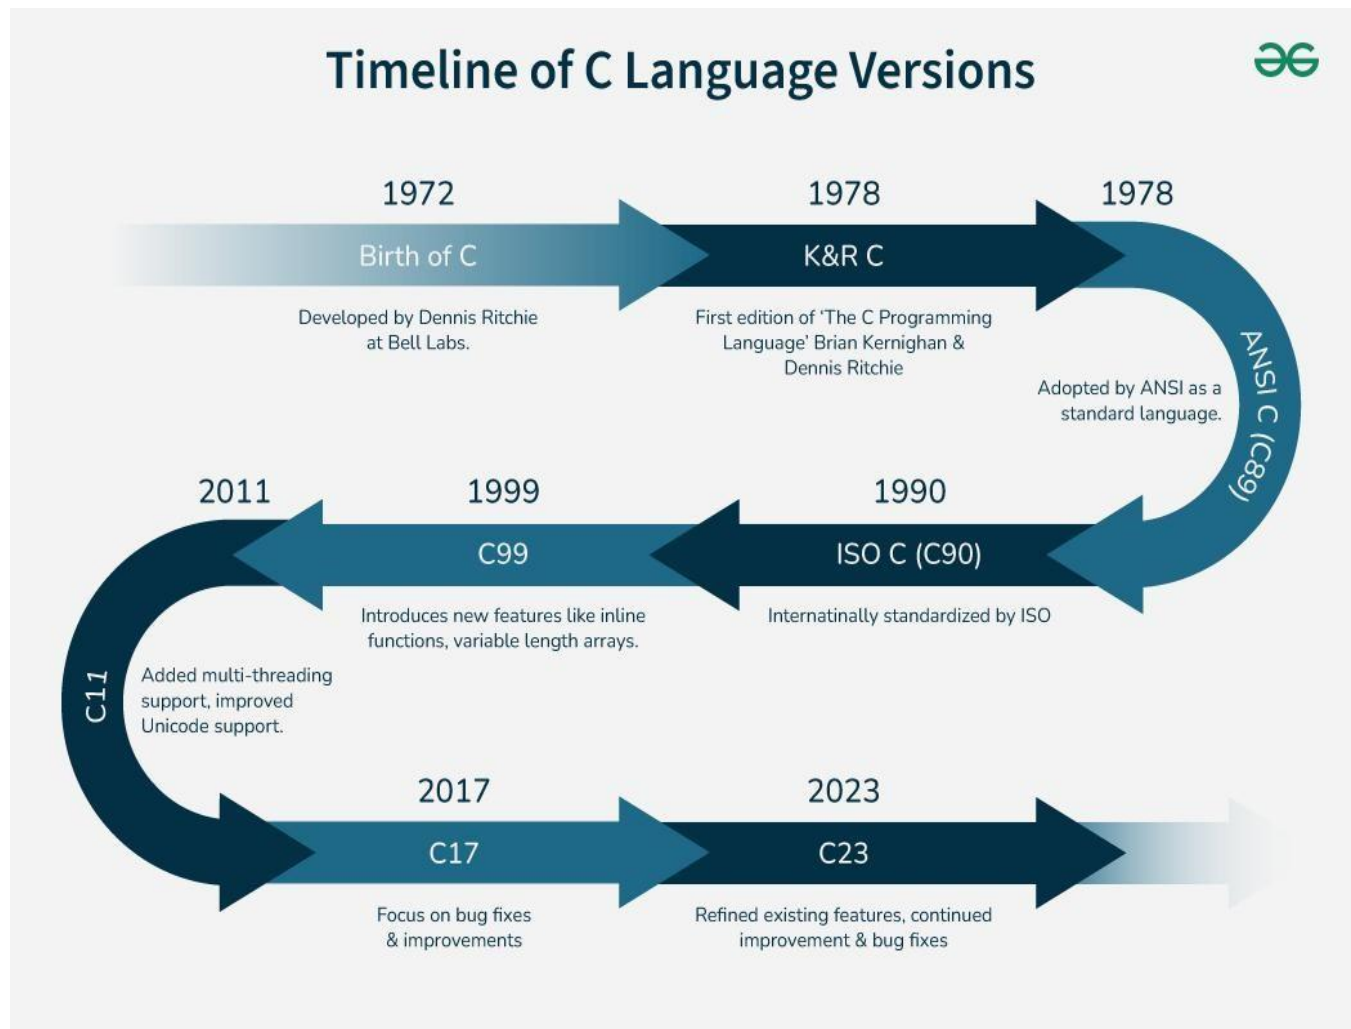 Timeline of C Language Versions
1972
Birth of C
Developed by Dennis Ritchie
at Bell Labs.
1978
K&R C
First edition of ‘The C Programming
Language’ Brian Kernighan &
Dennis Ritchie
1978
ANSI C (C89)
Adopted by ANSI as a
standard language.
1990
ISO C (C90)
Internatinally standardized by ISO
1999
C99
Introduces new features like inline
functions, variable length arrays.
2011
C11
Added multi-threading
support, improved
Unicode support.
2017
C17
Focus on bug fixes
& improvements
2023
C23
Refined existing features, continued
improvement & bug fixes